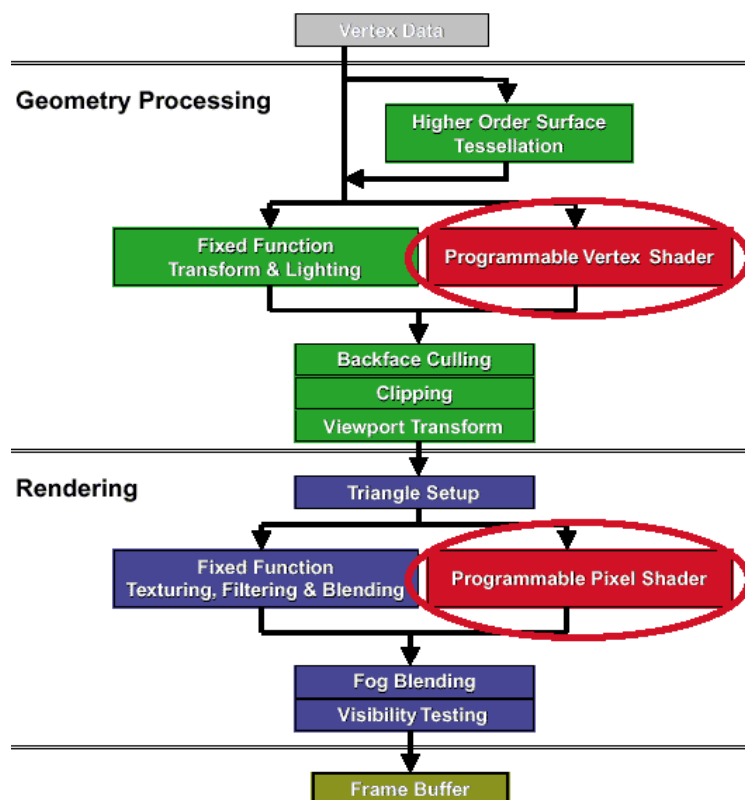 Vertex Data
Geometry Processing
Higher Order Surface
Tessellation
Fixed Function
Transform & Lighting
Programmable Vertex Shader
Backface Culling
Clipping
Viewport Transform
Rendering
Triangle Setup
Fixed Function
Texturing, Filtering & Blending
Programmable Pixel Shader
Fog Blending
Visibility Testing
Frame Buffer